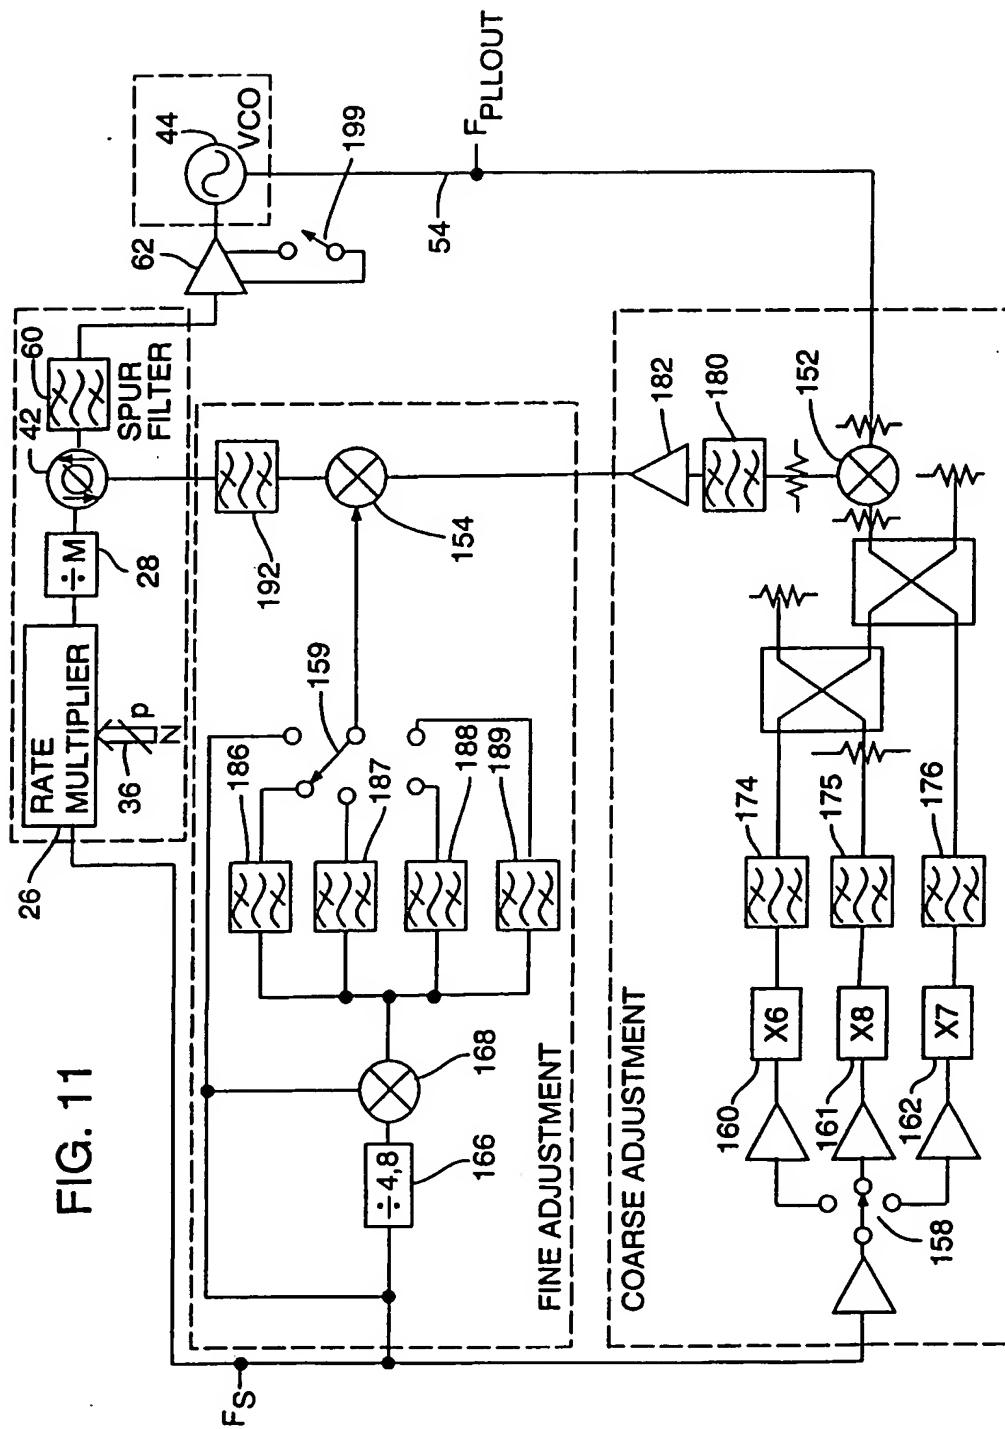 FIG. 11
FS
26
RATE
MULTIPLIER
36
p
N
÷M
28
42
60
SPUR
FILTER
62
44
VCO
199
54
FPLLOUT
192
154
159
186
187
188
189
168
÷4,8
166
FINE ADJUSTMENT
182
180
152
174
175
176
X6
X8
X7
160
161
162
158
COARSE ADJUSTMENT